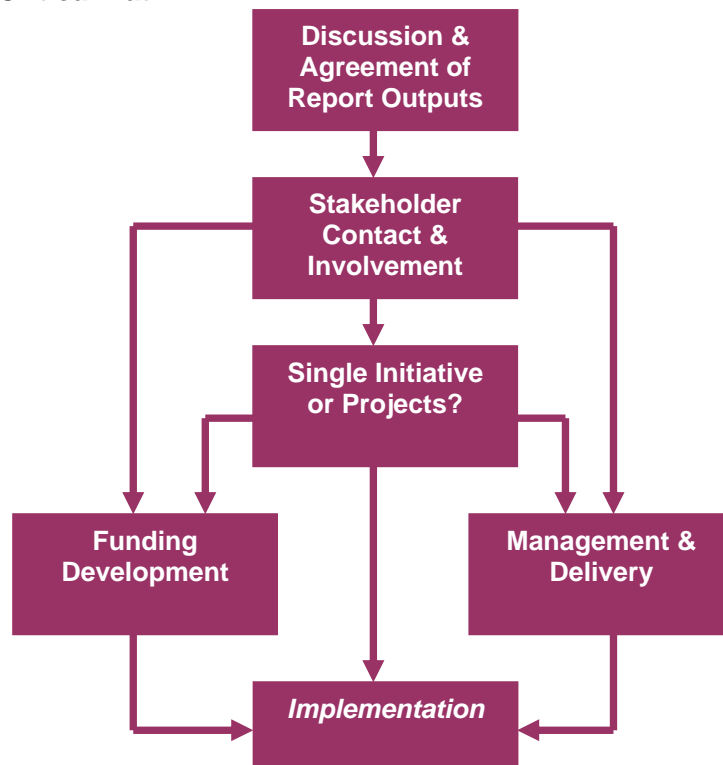 Discussion &
Agreement of
Report Outputs
Stakeholder
Contact &
Involvement
Single Initiative
or Projects?
Funding
Development
Management &
Delivery
Implementation